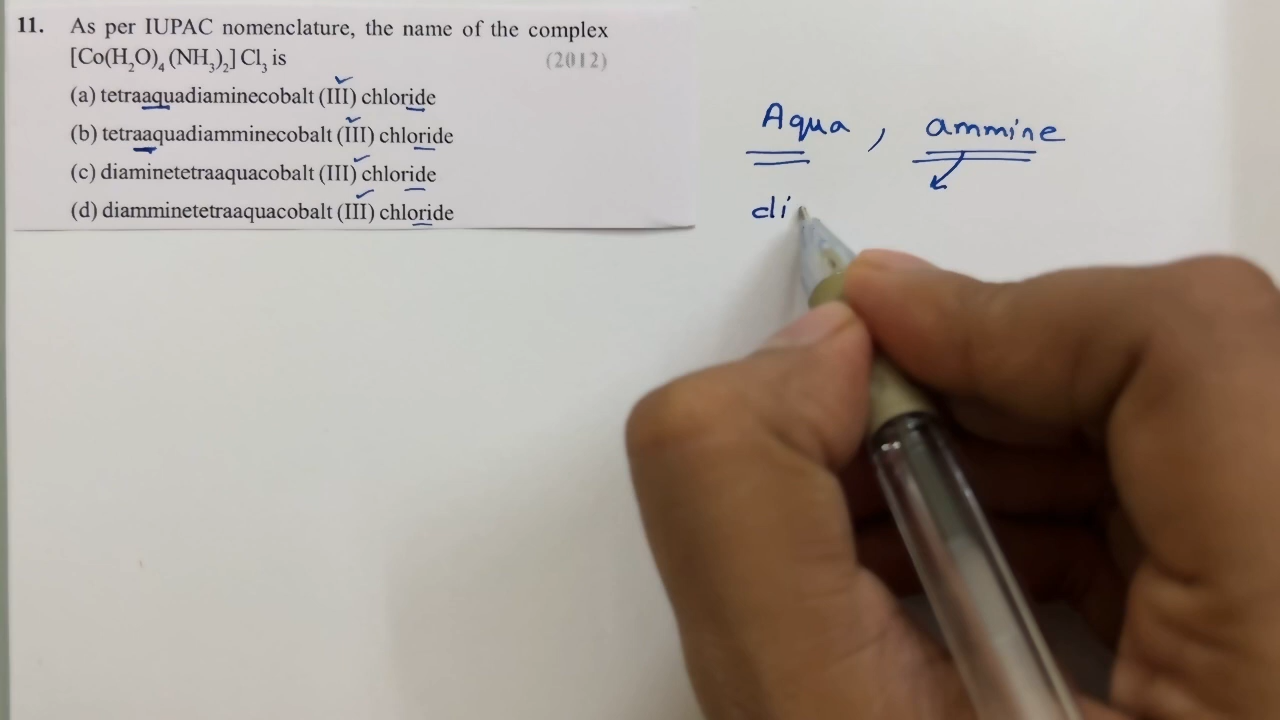 11. As per IUPAC nomenclature, the name of the complex
[Co(H₂O)₄(NH₃)₂]Cl₃ is (2012)
(a) tetraaquadiaminecobalt (III) chloride
(b) tetraaquadiamminecobalt (III) chloride
(c) diaminetetraaquacobalt (III) chloride
(d) diamminetetraaquacobalt (III) chloride
Aqua , ammine
di